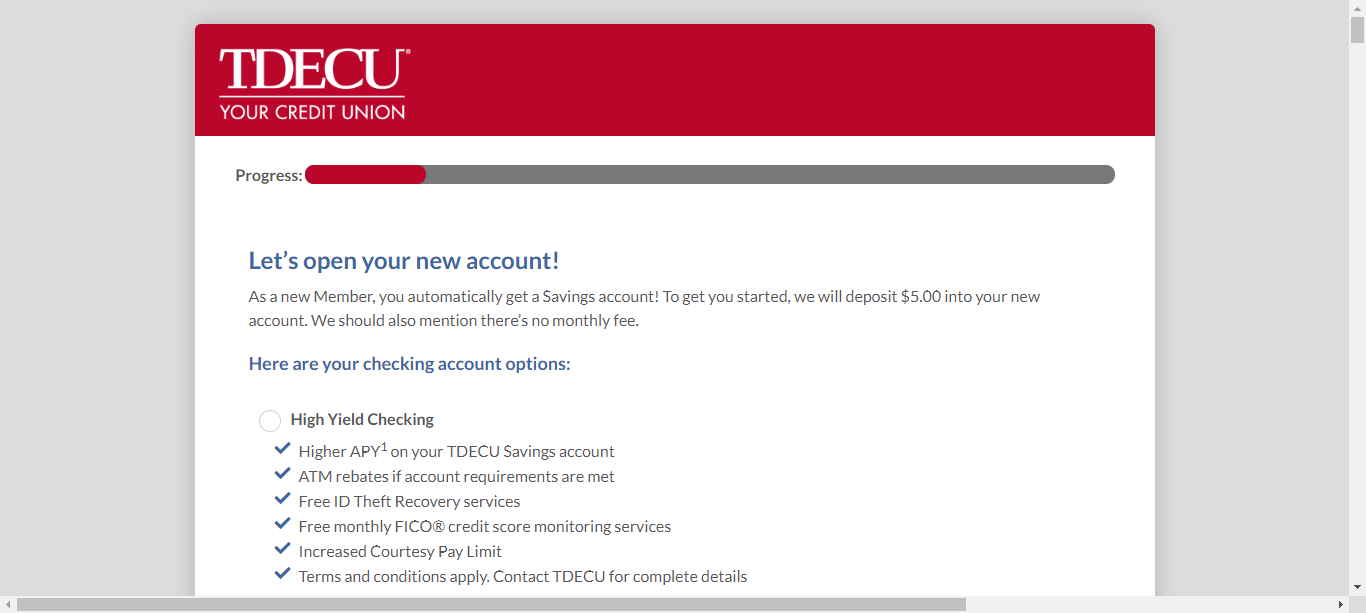 TDECU®
YOUR CREDIT UNION
Progress:
Let’s open your new account!
As a new Member, you automatically get a Savings account! To get you started, we will deposit $5.00 into your new
account. We should also mention there’s no monthly fee.
Here are your checking account options:
High Yield Checking
Higher APY1 on your TDECU Savings account
ATM rebates if account requirements are met
Free ID Theft Recovery services
Free monthly FICO® credit score monitoring services
Increased Courtesy Pay Limit
Terms and conditions apply. Contact TDECU for complete details